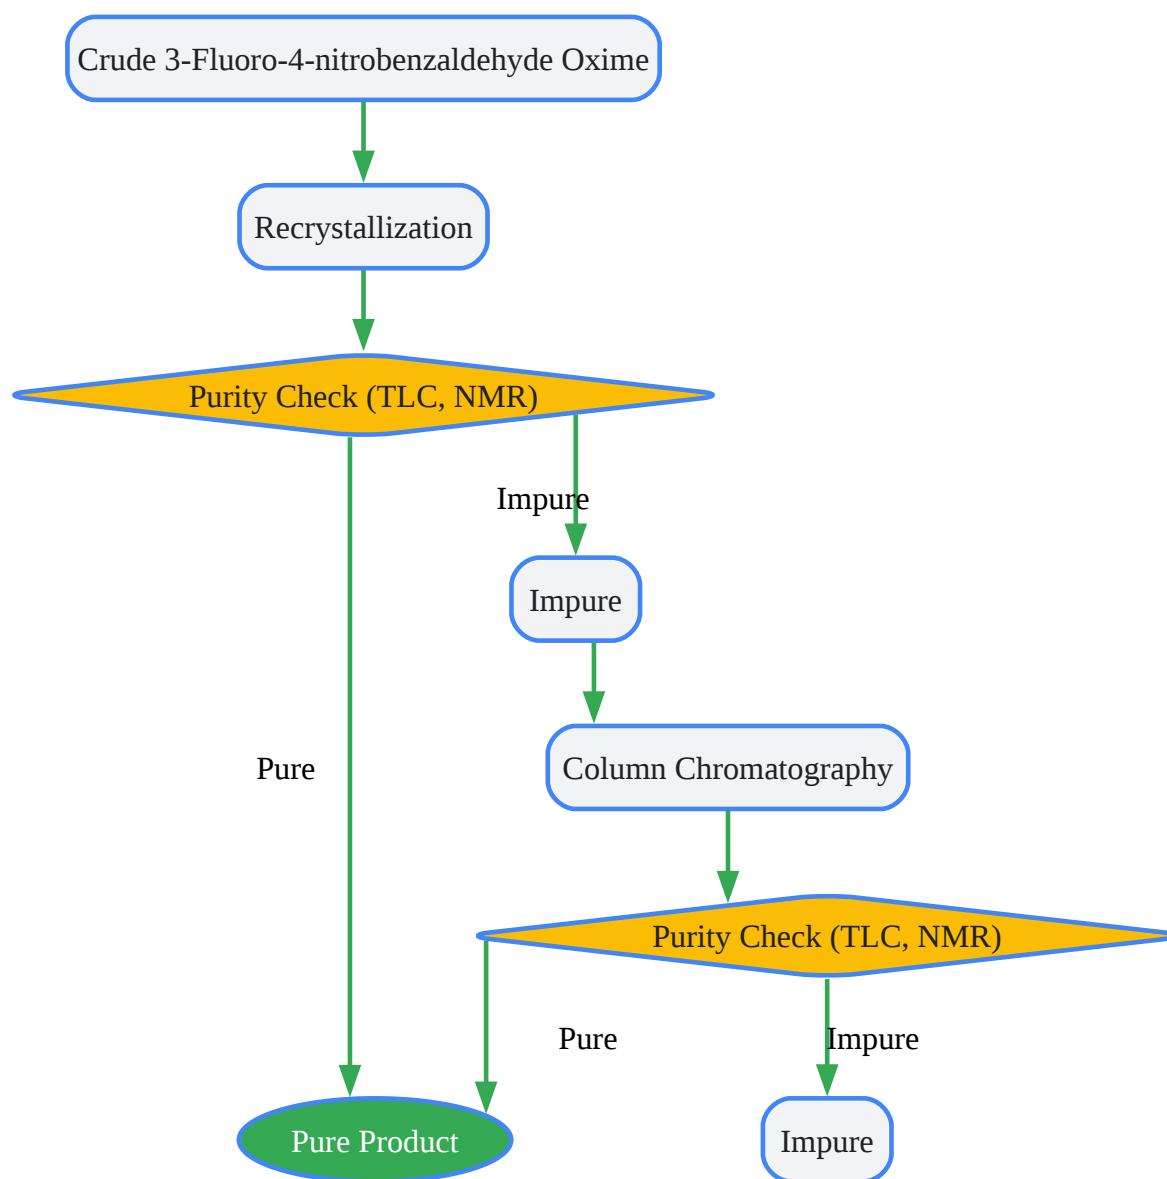 Crude 3-Fluoro-4-nitrobenzaldehyde Oxime
Recrystallization
Purity Check (TLC, NMR)
Impure
Impure
Pure
Column Chromatography
Purity Check (TLC, NMR)
Pure
Impure
Pure Product
Impure